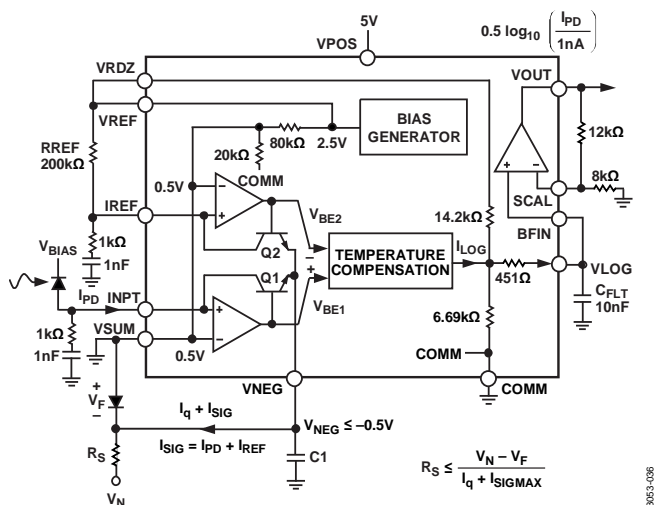 5V
0.5 log10 (IPD / 1nA)
VPOS
VRDZ
VOUT
VREF
BIAS
GENERATOR
80kΩ
2.5V
RREF
200kΩ
20kΩ
COMM
12kΩ
0.5V
8kΩ
SCAL
IREF
VBE2
14.2kΩ
BFIN
1kΩ
1nF
Q2
TEMPERATURE
COMPENSATION
ILOG
VLOG
451Ω
VBIAS
Q1
IPD
INPT
VBE1
CFLT
10nF
1kΩ
1nF
VSUM
0.5V
6.69kΩ
COMM
VNEG
COMM
+
VF
–
Iq + ISIG
VNEG ≤ –0.5V
ISIG = IPD + IREF
RS
C1
RS ≤ (VN – VF) / (Iq + ISIGMAX)
VN